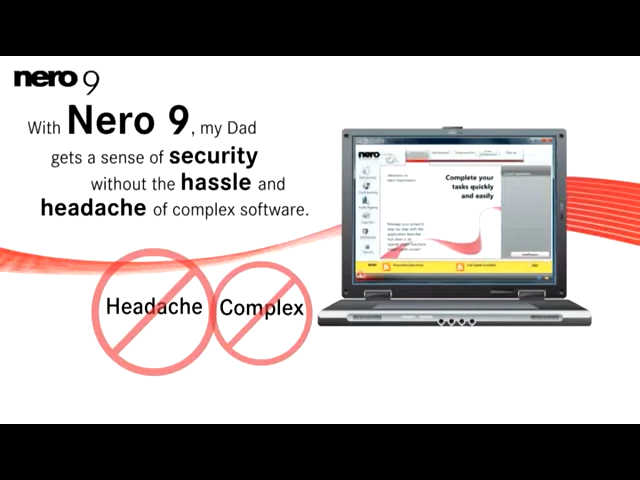 nero 9
With Nero 9, my Dad
gets a sense of security
without the hassle and
headache of complex software.
nero
Complete your
tasks quickly
and easily
Headache
Complex